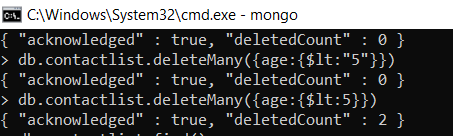 C:\Windows\System32\cmd.exe - mongo
{ "acknowledged" : true, "deletedCount" : 0 }
> db.contactlist.deleteMany({age:{$lt:"5"}})
{ "acknowledged" : true, "deletedCount" : 0 }
> db.contactlist.deleteMany({age:{$lt:5}})
{ "acknowledged" : true, "deletedCount" : 2 }